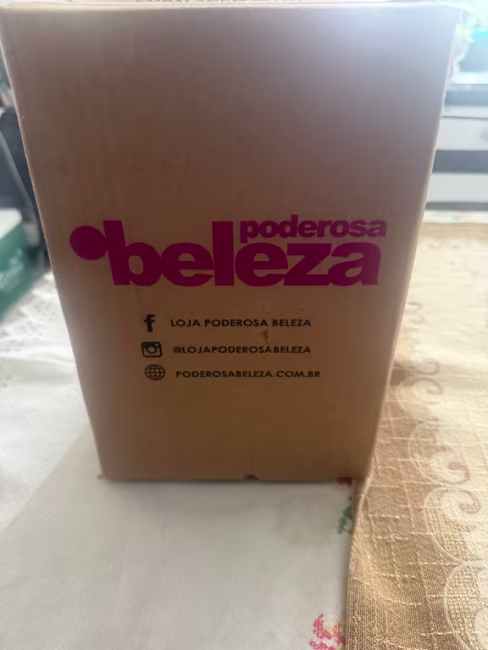 poderosa
beleza
LOJA PODEROSA BELEZA
@LOJAPODEROSABELEZA
PODEROSABELEZA.COM.BR